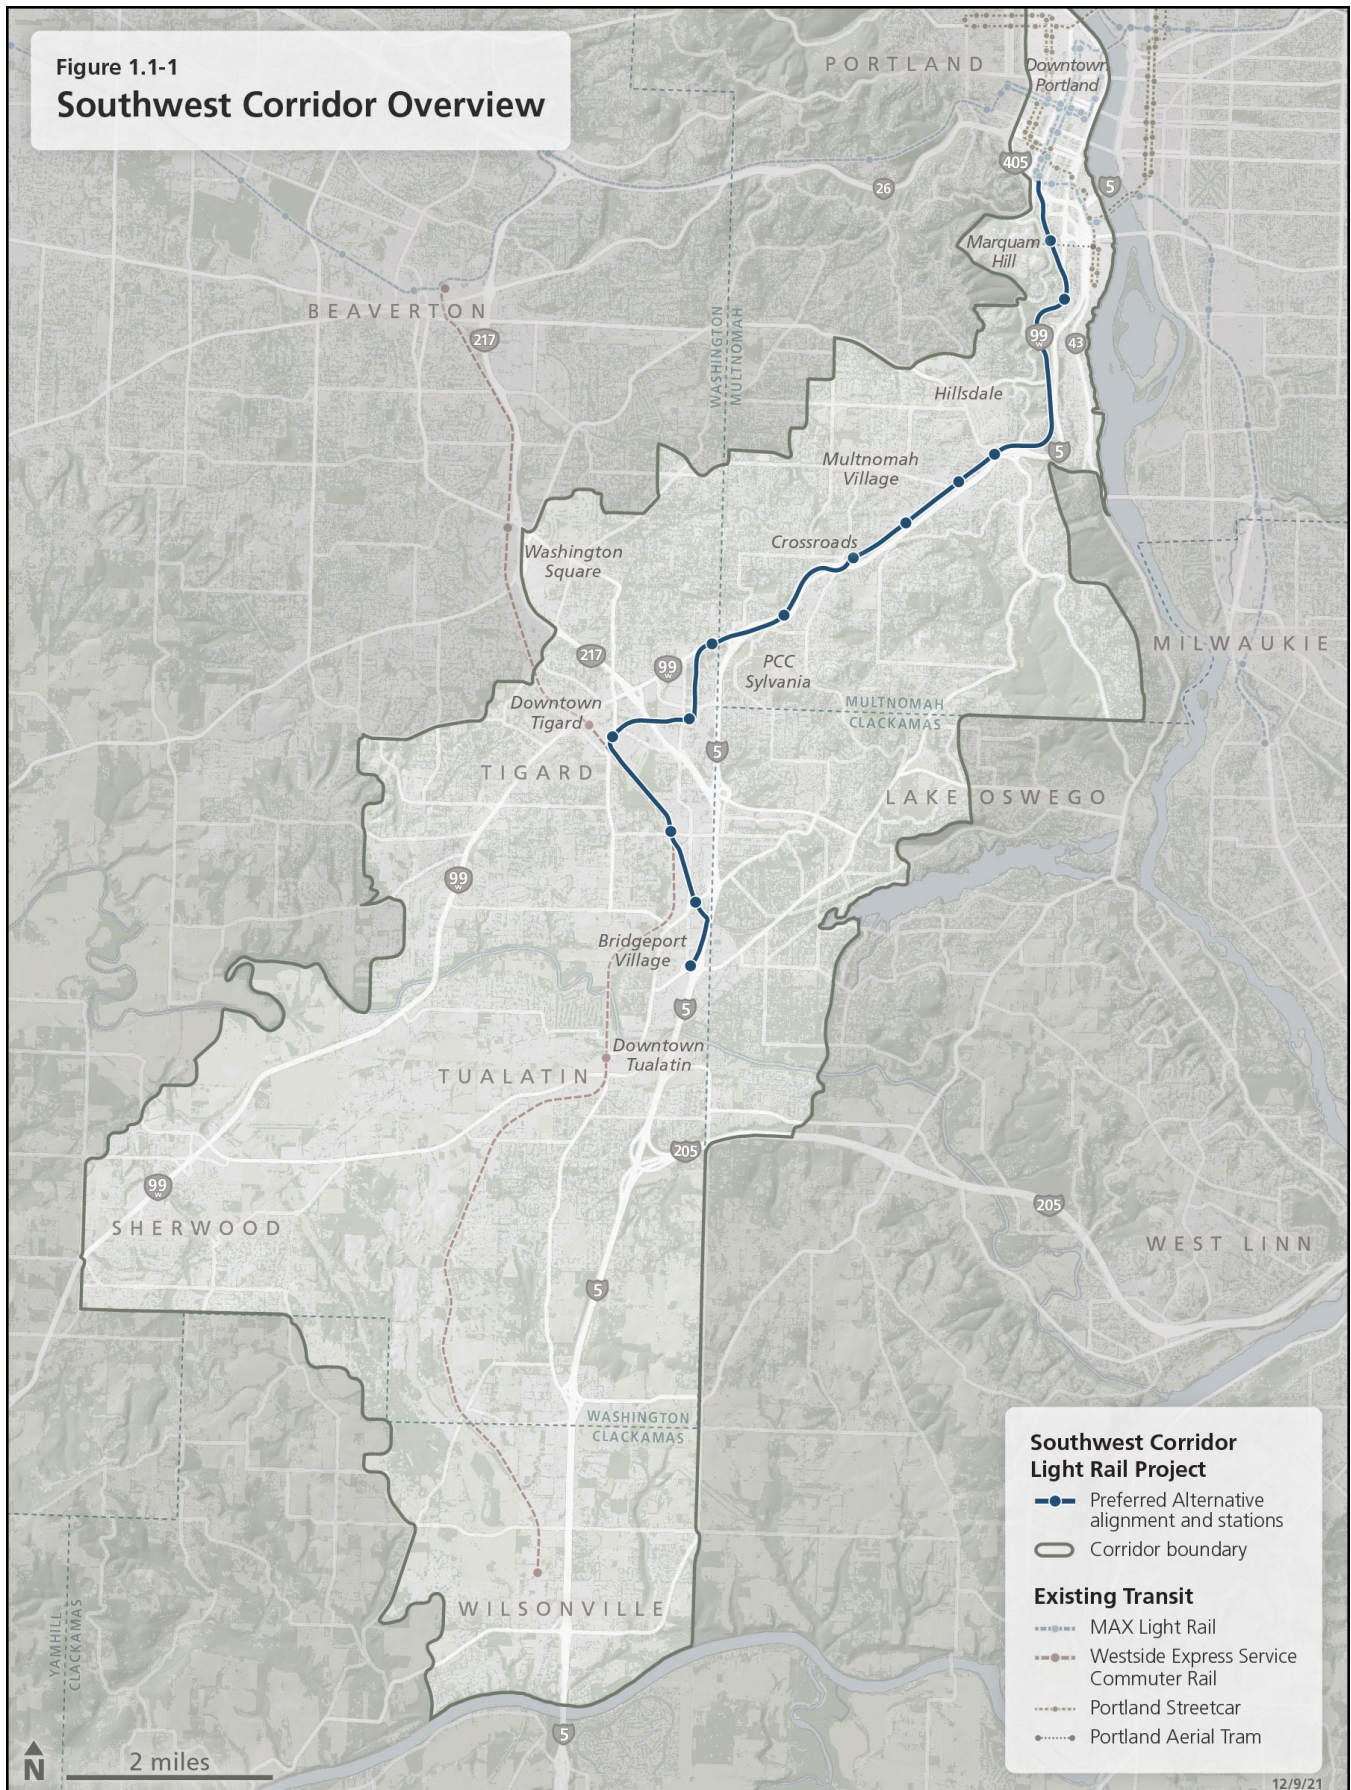 Figure 1.1-1
Southwest Corridor Overview
PORTLAND
Downtown
Portland
405
5
26
Marquam
Hill
BEAVERTON
217
99
W
43
WASHINGTON
MULTNOMAH
Hillsdale
5
Multnomah
Village
Crossroads
Washington
Square
217
99
W
PCC
Sylvania
MILWAUKIE
Downtown
Tigard
MULTNOMAH
CLACKAMAS
5
TIGARD
LAKE OSWEGO
99
W
Bridgeport
Village
5
Downtown
Tualatin
TUALATIN
205
99
W
205
SHERWOOD
WEST LINN
5
WASHINGTON
CLACKAMAS
WILSONVILLE
YAMHILL
CLACKAMAS
5
N
2 miles
Southwest Corridor
Light Rail Project
Preferred Alternative
alignment and stations
Corridor boundary
Existing Transit
MAX Light Rail
Westside Express Service
Commuter Rail
Portland Streetcar
Portland Aerial Tram
12/9/21